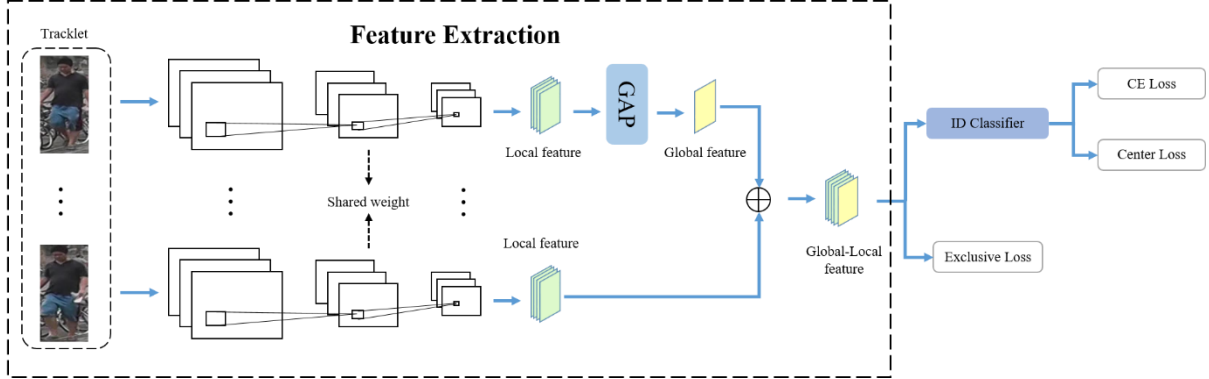 Feature Extraction
Tracklet
GAP
Local feature
Global feature
Shared weight
Local feature
Global-Local
feature
ID Classifier
CE Loss
Center Loss
Exclusive Loss